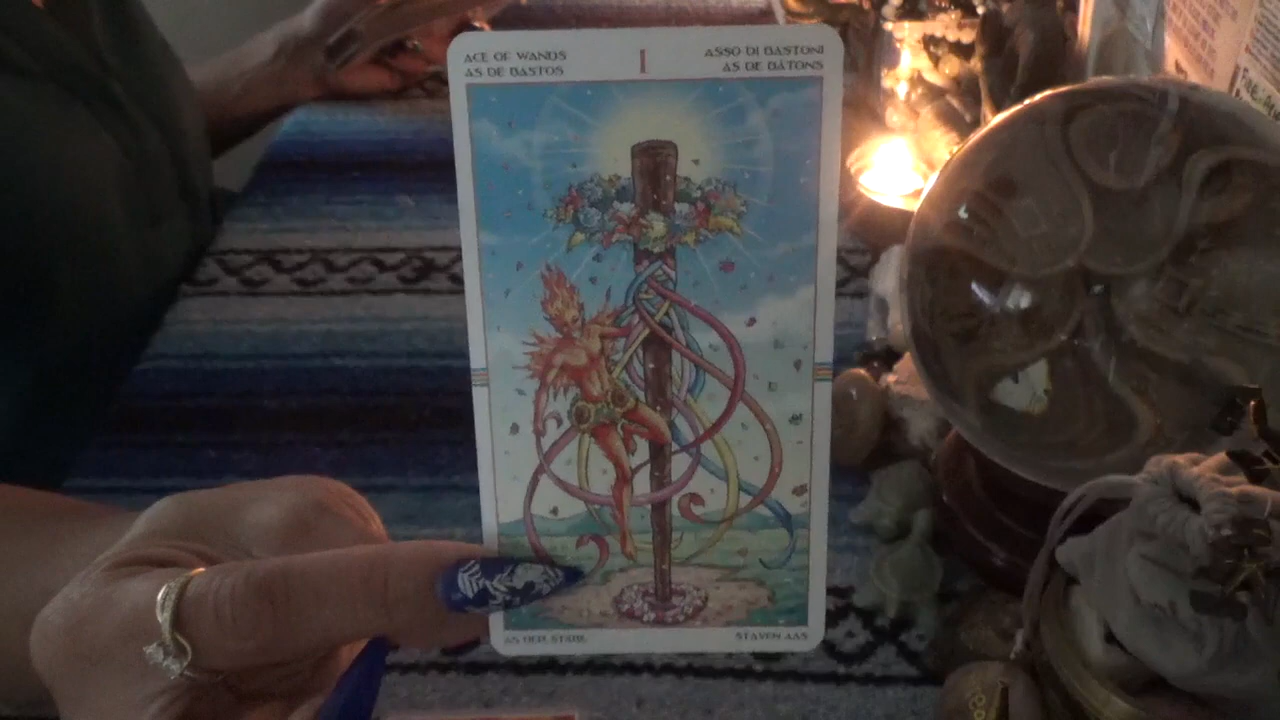 ACE OF WANDS
AS DE BASTOS
I
ASSO DI BASTONI
AS DE BÂTONS
AS DER STÄBE
STAVEN AAS